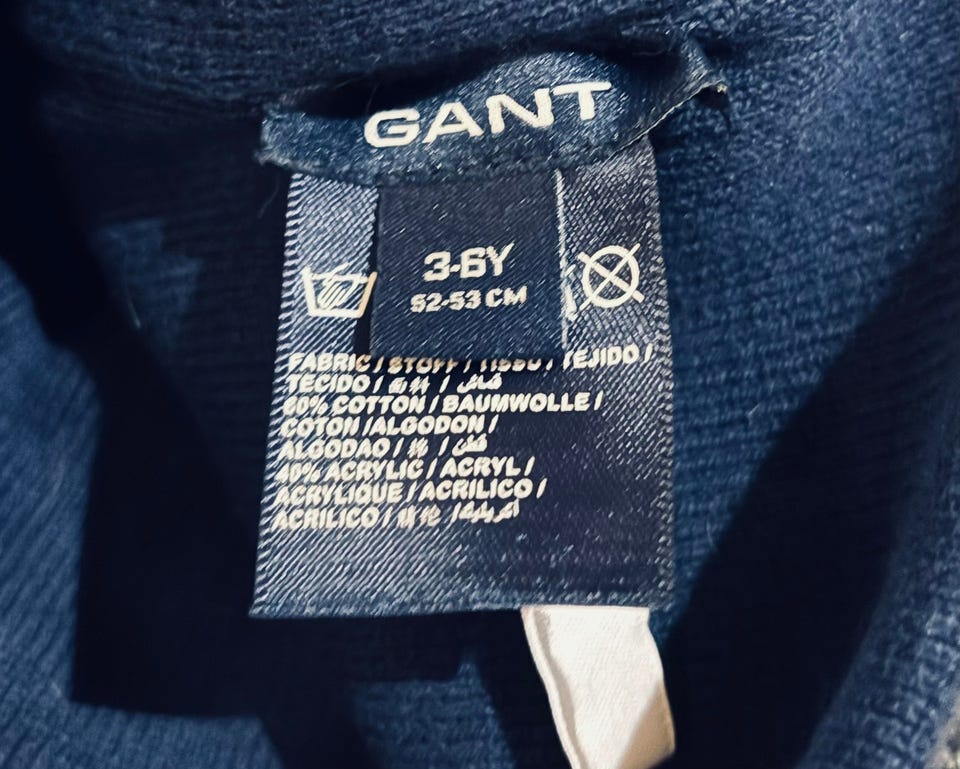 GANT
3-6Y
52-53 CM
FABRIC / STOFF / TISSU / TEJIDO /
TECIDO / 面料 / قماش
60% COTTON / BAUMWOLLE /
COTON /ALGODON /
ALGODAO / 棉 / قطن
40% ACRYLIC / ACRYL /
ACRYLIQUE / ACRILICO /
ACRILICO / 腈纶 /